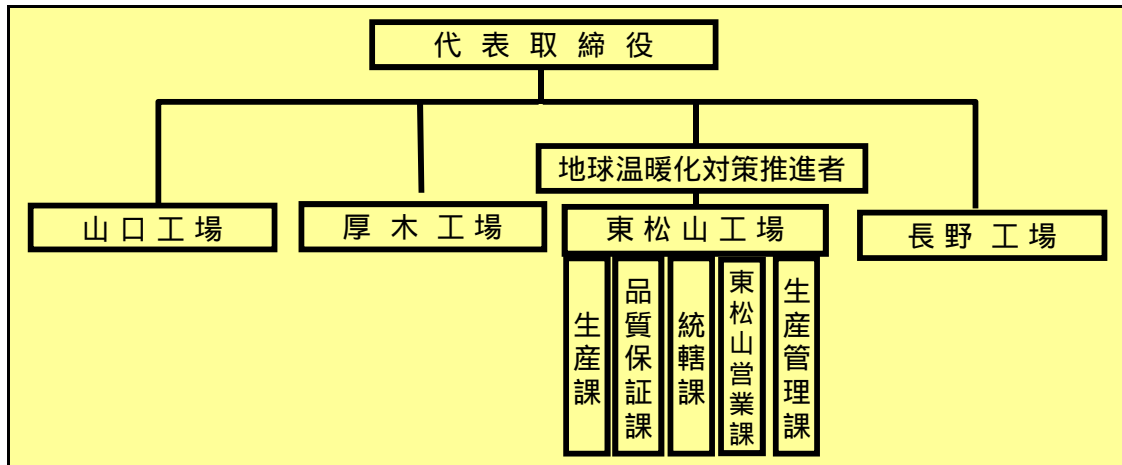 代表取締役
地球温暖化対策推進者
山口工場
厚木工場
東松山工場
長野工場
生産課
品質保証課
統轄課
東松山営業課
生産管理課